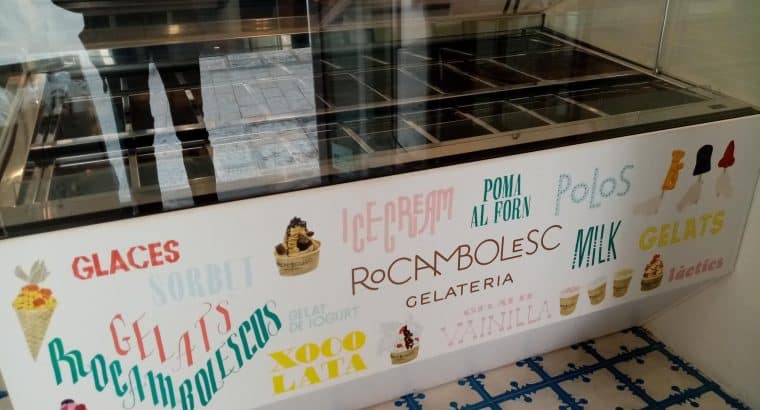 GLACES
SORBET
GELATS
ROCAMBOLESCOS
GELAT
DE IOGURT
XOCO
LATA
ICE CREAM
POMA
AL FORN
POLOS
ROCAMBOLESC
GELATERIA
MILK
GELATS
làctics
VAINILLA